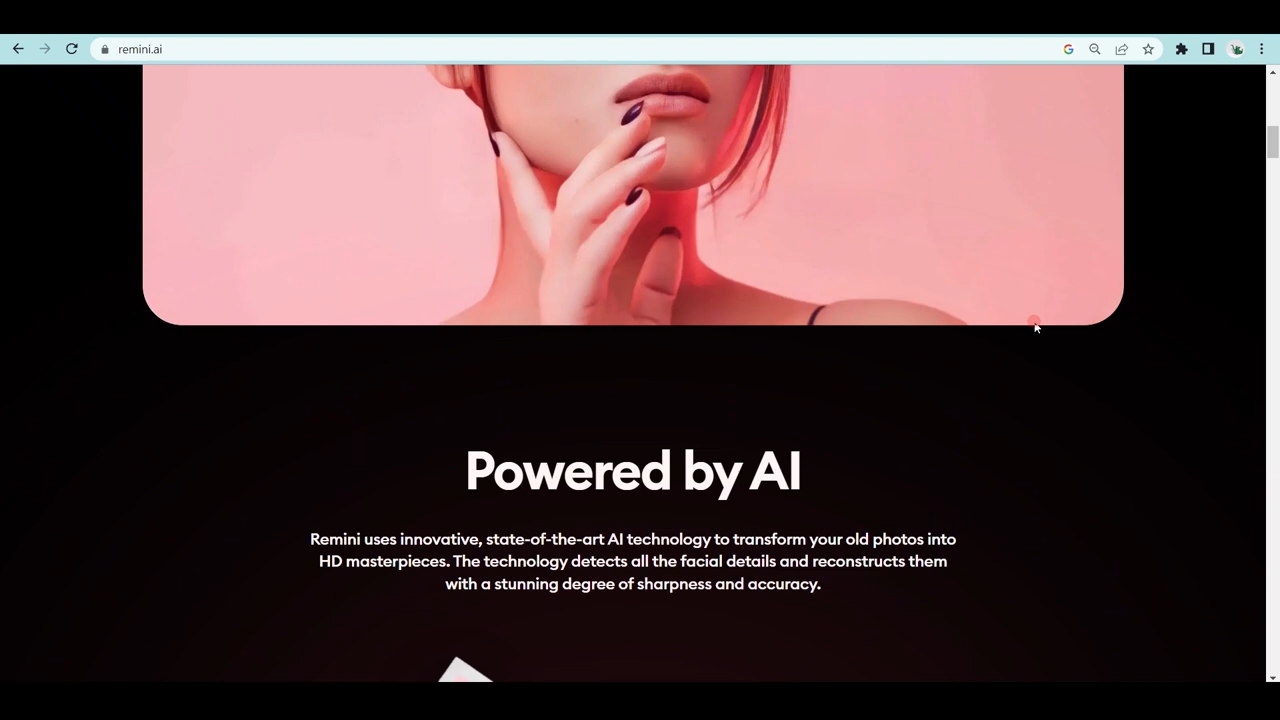 remini.ai
Powered by AI
Remini uses innovative, state-of-the-art AI technology to transform your old photos into
HD masterpieces. The technology detects all the facial details and reconstructs them
with a stunning degree of sharpness and accuracy.